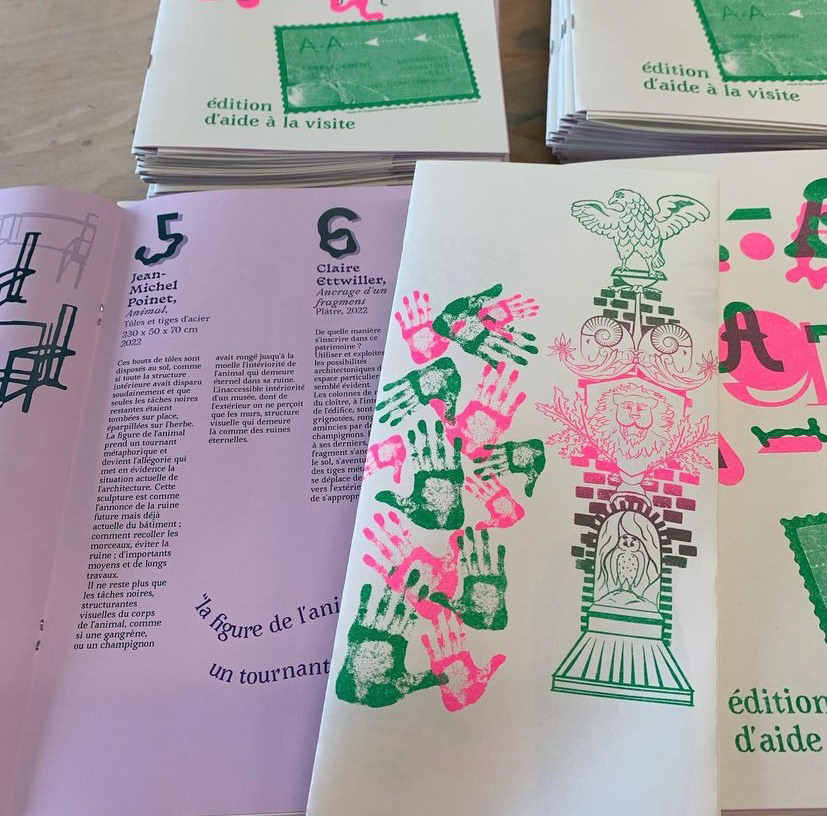 A.A
édition
d'aide à la visite
A.A
édition
d'aide à la visite
5
Jean-
Michel
Poinet,
Animal,
Tôles et tiges d'acier
230 x 50 x 70 cm
2022
Ces bouts de tôles sont
disposés au sol, comme
si toute la structure
intérieure avait disparu
soudainement et que
seules les tâches noires
restantes étaient
tombées sur place,
éparpillées sur l'herbe.
La figure de l'animal
prend un tournant
métaphorique et
devient l'allégorie qui
met en évidence la
situation actuelle de
l'architecture. Cette
sculpture est comme
l'annonce de la ruine
future mais déjà
actuelle du bâtiment ;
comment recoller les
morceaux, éviter la
ruine ; d'importants
moyens et de longs
travaux.
Il ne reste plus que
les tâches noires,
structurantes
visuelles du corps
de l'animal, comme
si une gangrène,
ou un champignon
avait rongé jusqu'à la
moelle l'intériorité de
l'animal qui demeure
éternel dans sa ruine.
L'inaccessible intériorité
d'un musée, dont de
l'extérieur on ne perçoit
que les murs, structure
visuelle qui demeure
là comme des ruines
éternelles.
6
Claire
Ettwiller,
Ancrage d'un
fragment
Plâtre, 2022
De quelle manière
s'inscrire dans ce
patrimoine ?
Utiliser et exploiter
les possibilités
architectoniques
espace particulier
semble évident.
Les colonnes de
du cloître, à l'int
de l'édifice, sont
grignotées, ron
amincies par d
champignons.
à ses derniers,
fragment s'an
le sol, s'avent
des tiges mét
se déplace de
vers l'extérie
de s'approp
"la figure de l'ani
un tournant
A
édition
d'aide